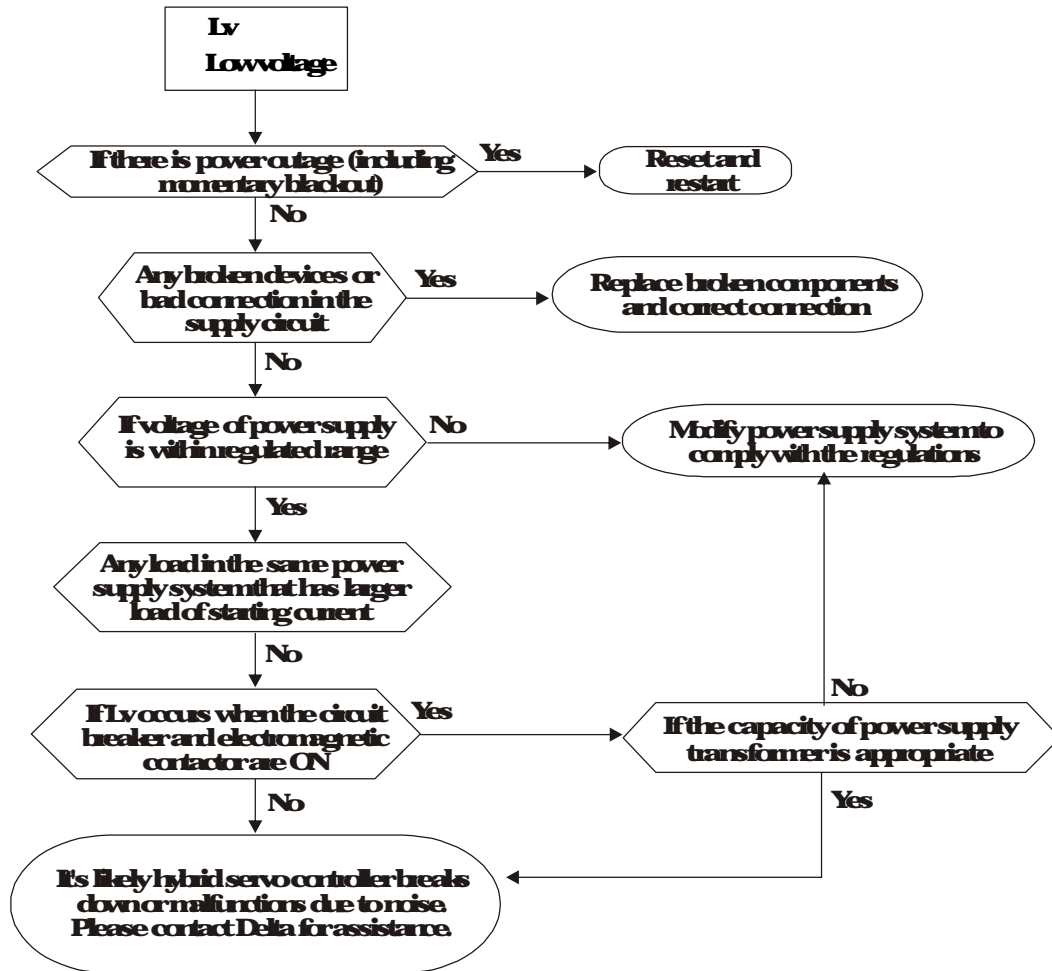 Lv
Low voltage
If there is power outage (including
momentary blackout)
Yes
Reset and
restart
No
Any broken devices or
bad connection in the
supply circuit
Yes
Replace broken components
and correct connection
No
If voltage of power supply
is within regulated range
No
Modify power supply system to
comply with the regulations
Yes
Any load in the same power
supply system that has larger
load of starting current
No
If Lv occurs when the circuit
breaker and electromagnetic
contactor are ON
Yes
No
If the capacity of power supply
transformer is appropriate
No
Yes
It's likely hybrid servo controller breaks
down or malfunctions due to noise.
Please contact Delta for assistance.